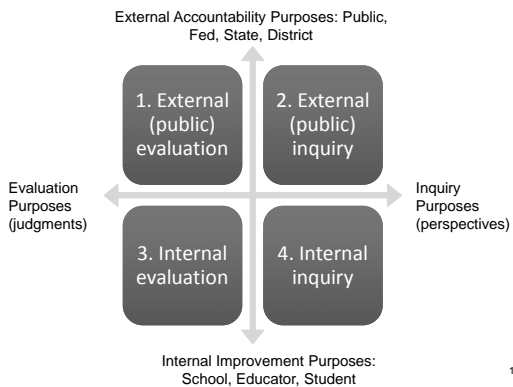 External Accountability Purposes: Public,
Fed, State, District
1. External
(public)
evaluation
2. External
(public)
inquiry
Evaluation
Purposes
(judgments)
Inquiry
Purposes
(perspectives)
3. Internal
evaluation
4. Internal
inquiry
Internal Improvement Purposes:
School, Educator, Student
1